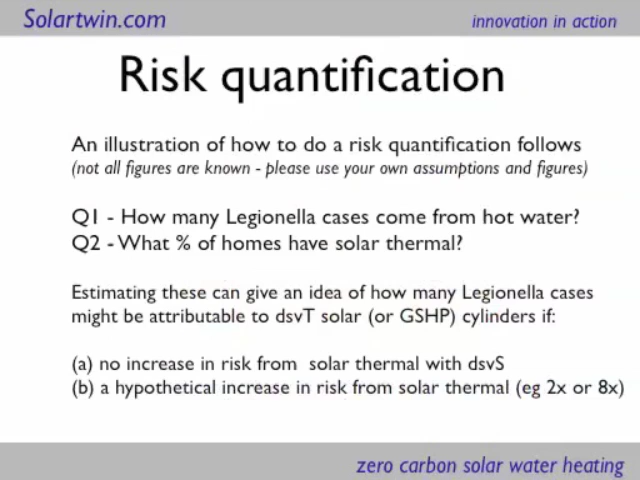 Solartwin.com
innovation in action
Risk quantification
An illustration of how to do a risk quantification follows
(not all figures are known - please use your own assumptions and figures)
Q1 - How many Legionella cases come from hot water?
Q2 - What % of homes have solar thermal?
Estimating these can give an idea of how many Legionella cases
might be attributable to dsvT solar (or GSHP) cylinders if:
(a) no increase in risk from solar thermal with dsvS
(b) a hypothetical increase in risk from solar thermal (eg 2x or 8x)
zero carbon solar water heating